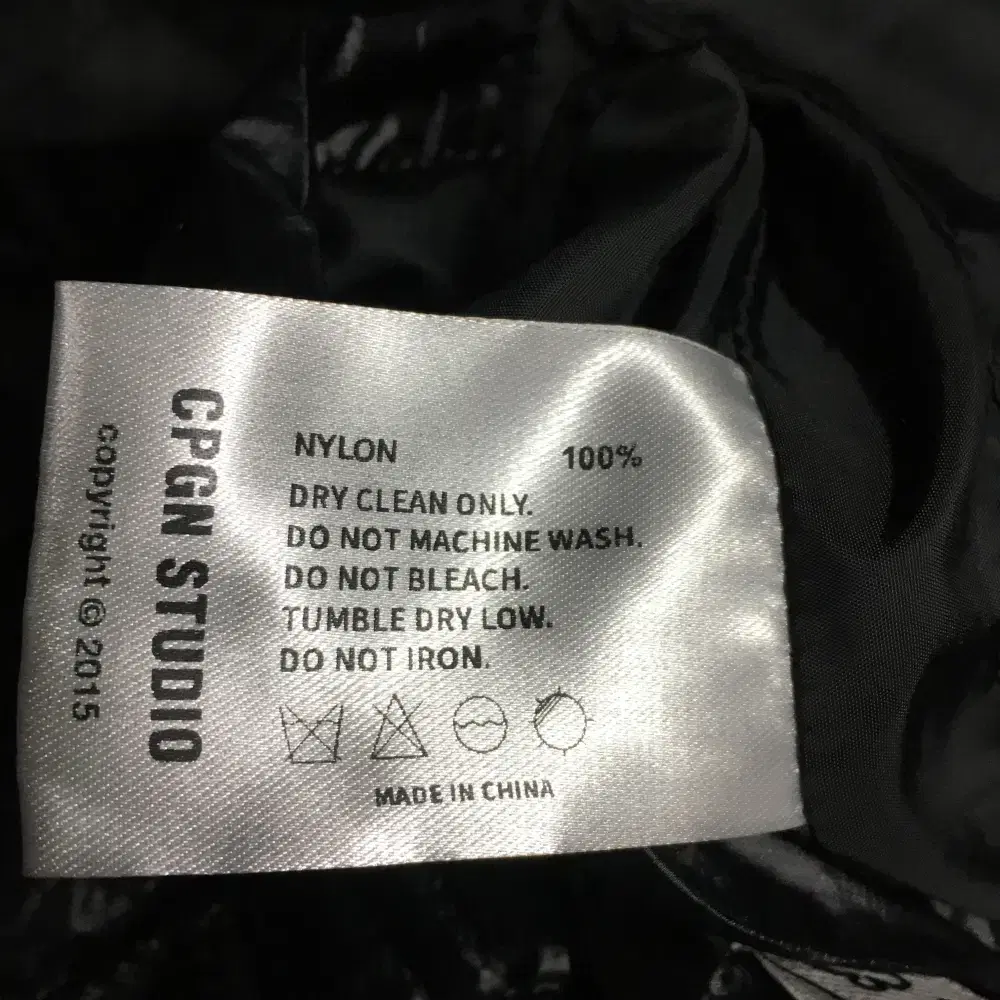 NYLON 100%
DRY CLEAN ONLY.
DO NOT MACHINE WASH.
DO NOT BLEACH.
TUMBLE DRY LOW.
DO NOT IRON.
MADE IN CHINA
CPGN STUDIO
copyright © 2015